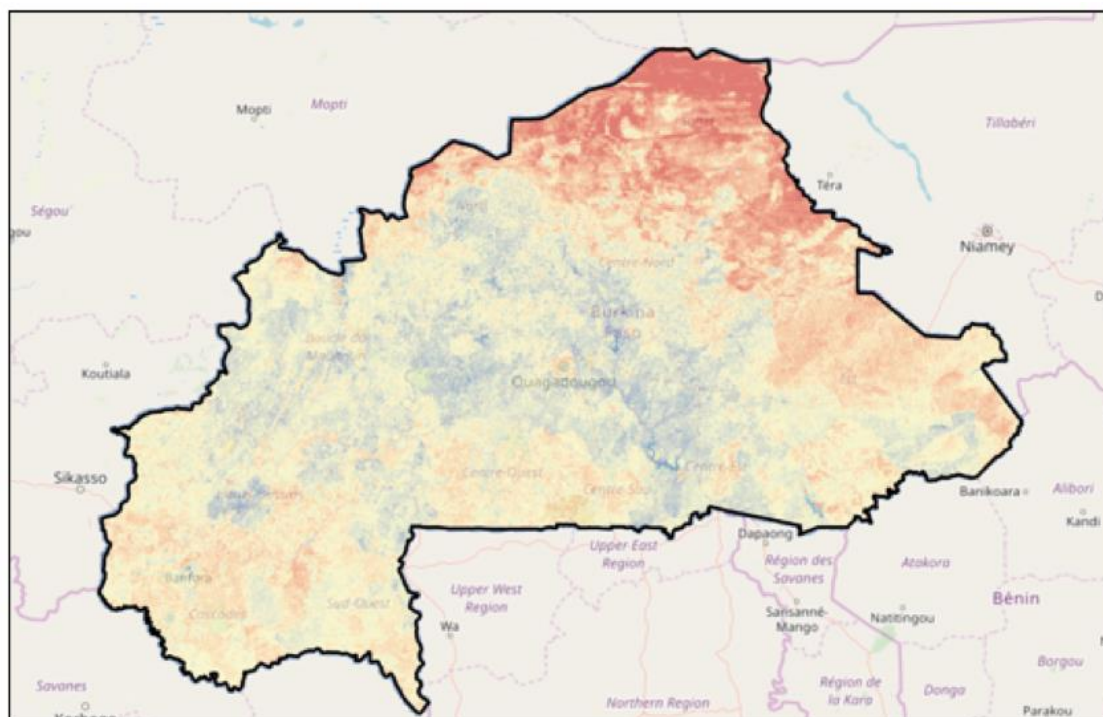 Mopti
Mopti
Tillabéri
Téra
Ségou
gou
Nord
Niamey
Centre-Nord
Burkina
Boucle du
Mouhoun
Koutiala
Ouagadougou
Est
Sikasso
Centre-Ouest
Centre-Est
Centre-Sud
Banikoara
Alibori
Kandi
Dapaong
Upper East
Region
Région des
Savanes
Atakora
Banfora
Upper West
Region
Bénin
Cascades
Sud-Ouest
Sansanné-
Mango
Natitingou
Wa
Borgou
Savanes
Northern Region
Région de
la Kara
Donga
Parakou